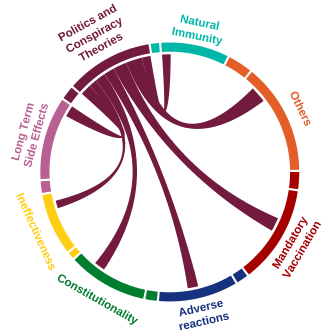 Politics and
Conspiracy
Theories
Natural
Immunity
Others
Mandatory
Vaccination
Adverse
reactions
Constitutionality
Ineffectiveness
Long Term
Side Effects